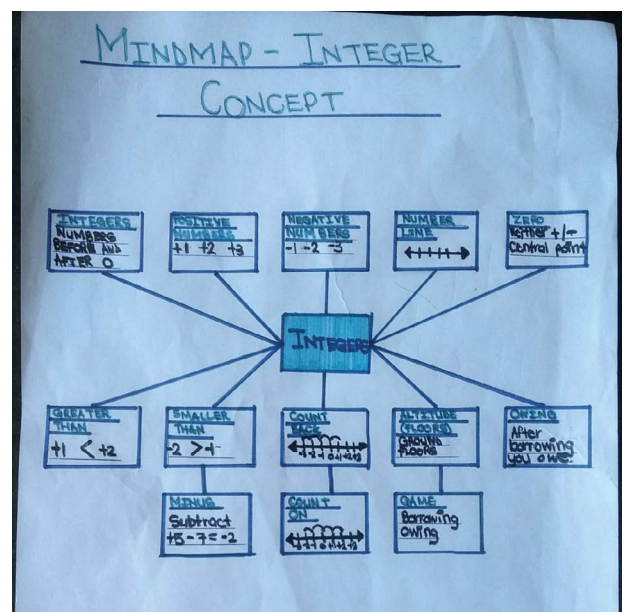 MINDMAP - INTEGER
CONCEPT
INTEGERS
NUMBERS
BEFORE AND
AFTER 0
POSITIVE
NUMBERS
+1 +2 +3
NEGATIVE
NUMBERS
-1 -2 -3
NUMBER
LINE
ZERO
Neither +/-
Central point
INTEGERS
GREATER
THAN
+1 < +2
SMALLER
THAN
-2 > -1
COUNT
BACK
ALTITUDE
(FLOORS)
GROUND
FLOORS
OWING
After
borrowing
you owe!
MINUS
Subtract
+5 - 7 = -2
COUNT
ON
GAME
Borrowing
owing